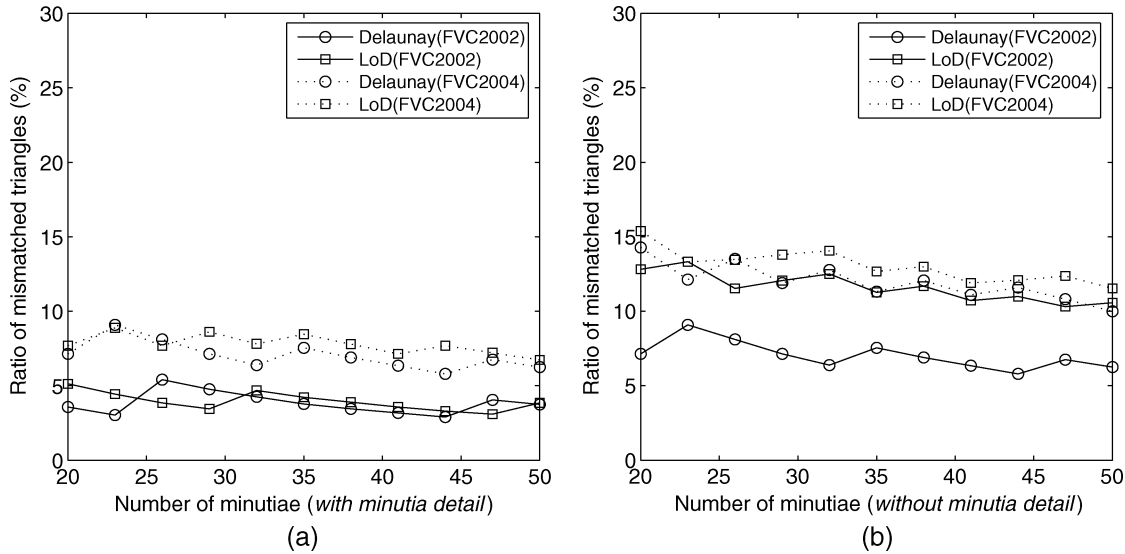 30
25
20
15
10
5
0
Ratio of mismatched triangles (%)
Delaunay(FVC2002)
LoD(FVC2002)
Delaunay(FVC2004)
LoD(FVC2004)
20 25 30 35 40 45 50
Number of minutiae (with minutia detail)
(a)
30
25
20
15
10
5
0
Ratio of mismatched triangles (%)
Delaunay(FVC2002)
LoD(FVC2002)
Delaunay(FVC2004)
LoD(FVC2004)
20 25 30 35 40 45 50
Number of minutiae (without minutia detail)
(b)